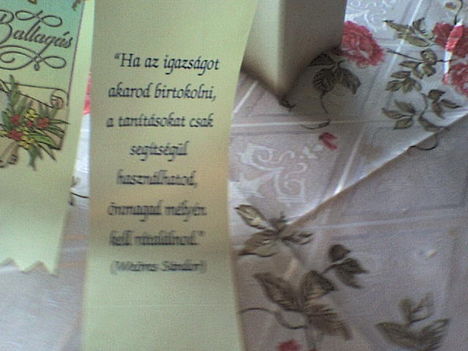 Ballagás
“Ha az igazságot
akarod birtokolni,
a tanításokat csak
segítségül
használhatod,
önmagad mélyén
kell rátalálnod.”
(Weöres Sándor)